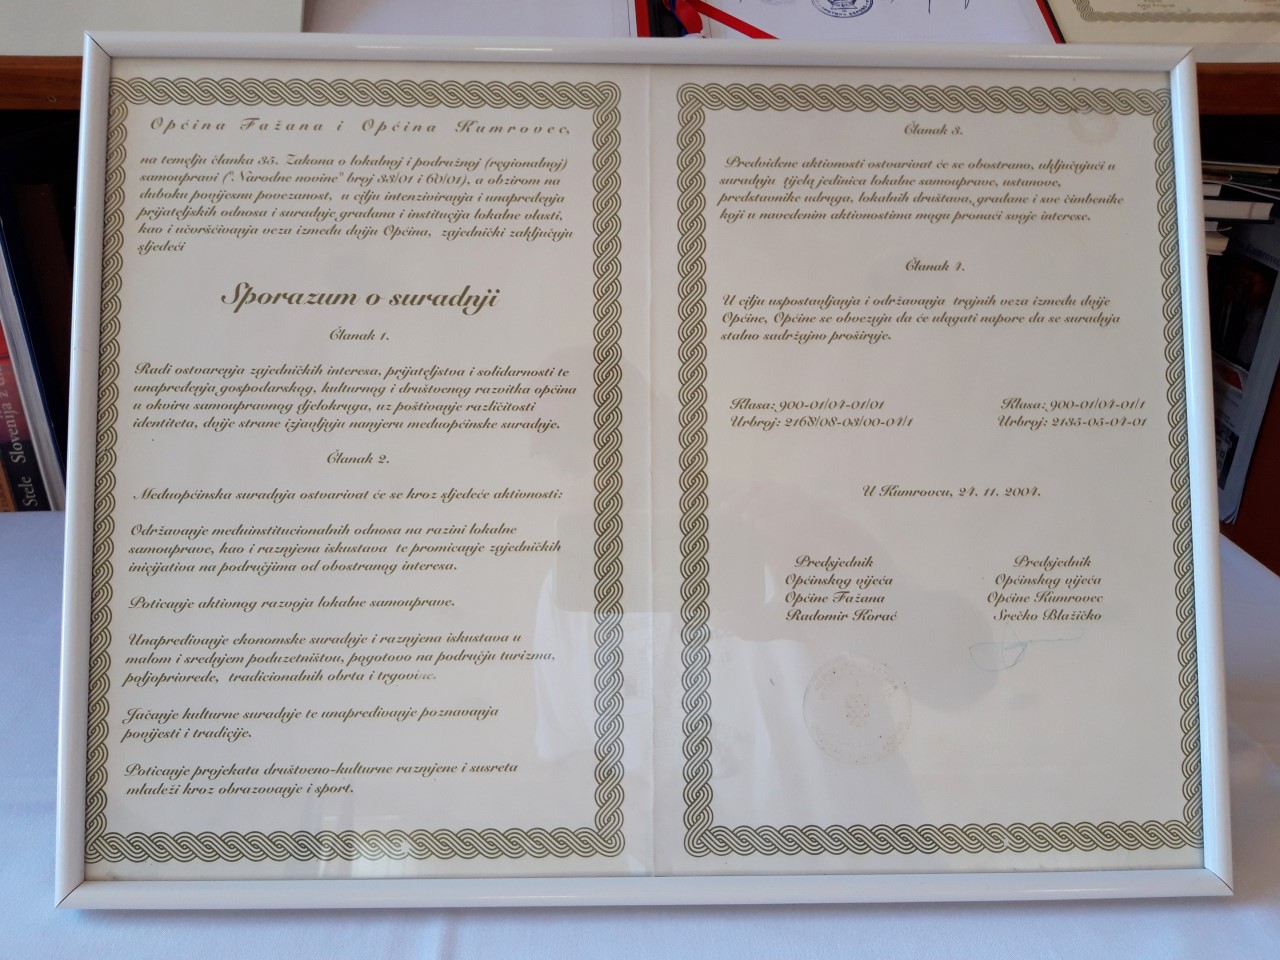 Općina Fažana i Općina Kumrovec,
na temelju članka 35. Zakona o lokalnoj i područnoj (regionalnoj)
samoupravi ("Narodne novine" broj 33/01 i 60/01), a obzirom na
duboku povijesnu povezanost, u cilju intenziviranja i unapređenja
prijateljskih odnosa i suradnje građana i institucija lokalne vlasti,
kao i učvršćivanja veza između dviju Općina, zajednički zaključuju
sljedeći
Sporazum o suradnji
Članak 1.
Radi ostvarenja zajedničkih interesa, prijateljstva i solidarnosti te
unapređenja gospodarskog, kulturnog i društvenog razvitka općina
u okviru samoupravnog djelokruga, uz poštivanje različitosti
identiteta, dvije strane izjavljuju namjeru međuopćinske suradnje.
Članak 2.
Međuopćinska suradnja ostvarivat će se kroz sljedeće aktivnosti:
Održavanje međuinstitucionalnih odnosa na razini lokalne
samouprave, kao i razmjena iskustava te promicanje zajedničkih
inicijativa na područjima od obostranog interesa.
Poticanje aktivnog razvoja lokalne samouprave.
Unapređivanje ekonomske suradnje i razmjena iskustava u
malom i srednjem poduzetništvu, pogotovo na području turizma,
poljoprivrede, tradicionalnih obrta i trgovine.
Jačanje kulturne suradnje te unapređivanje poznavanja
povijesti i tradicije.
Poticanje projekata društveno-kulturne razmjene i susreta
mladeži kroz obrazovanje i sport.
Članak 3.
Predviđene aktivnosti ostvarivat će se obostrano, uključujući u
suradnju tijela jedinica lokalne samouprave, ustanove,
predstavnike udruga, lokalnih društava, građane i sve čimbenike
koji u navedenim aktivnostima mogu pronaći svoje interese.
Članak 4.
U cilju uspostavljanja i održavanja trajnih veza između dvije
Općine, Općine se obvezuju da će ulagati napore da se suradnja
stalno sadržajno proširuje.
Klasa: 900-01/04-01/01 Klasa: 900-01/04-01/1
Urbroj: 2168/08-03/00-04/1 Urbroj: 2135-05-04-01
U Kumrovcu, 24. 11. 2004.
Predsjednik Predsjednik
Općinskog vijeća Općinskog vijeća
Općine Fažana Općine Kumrovec
Radomir Korać Srećko Blažičko
Stele Slovenija z